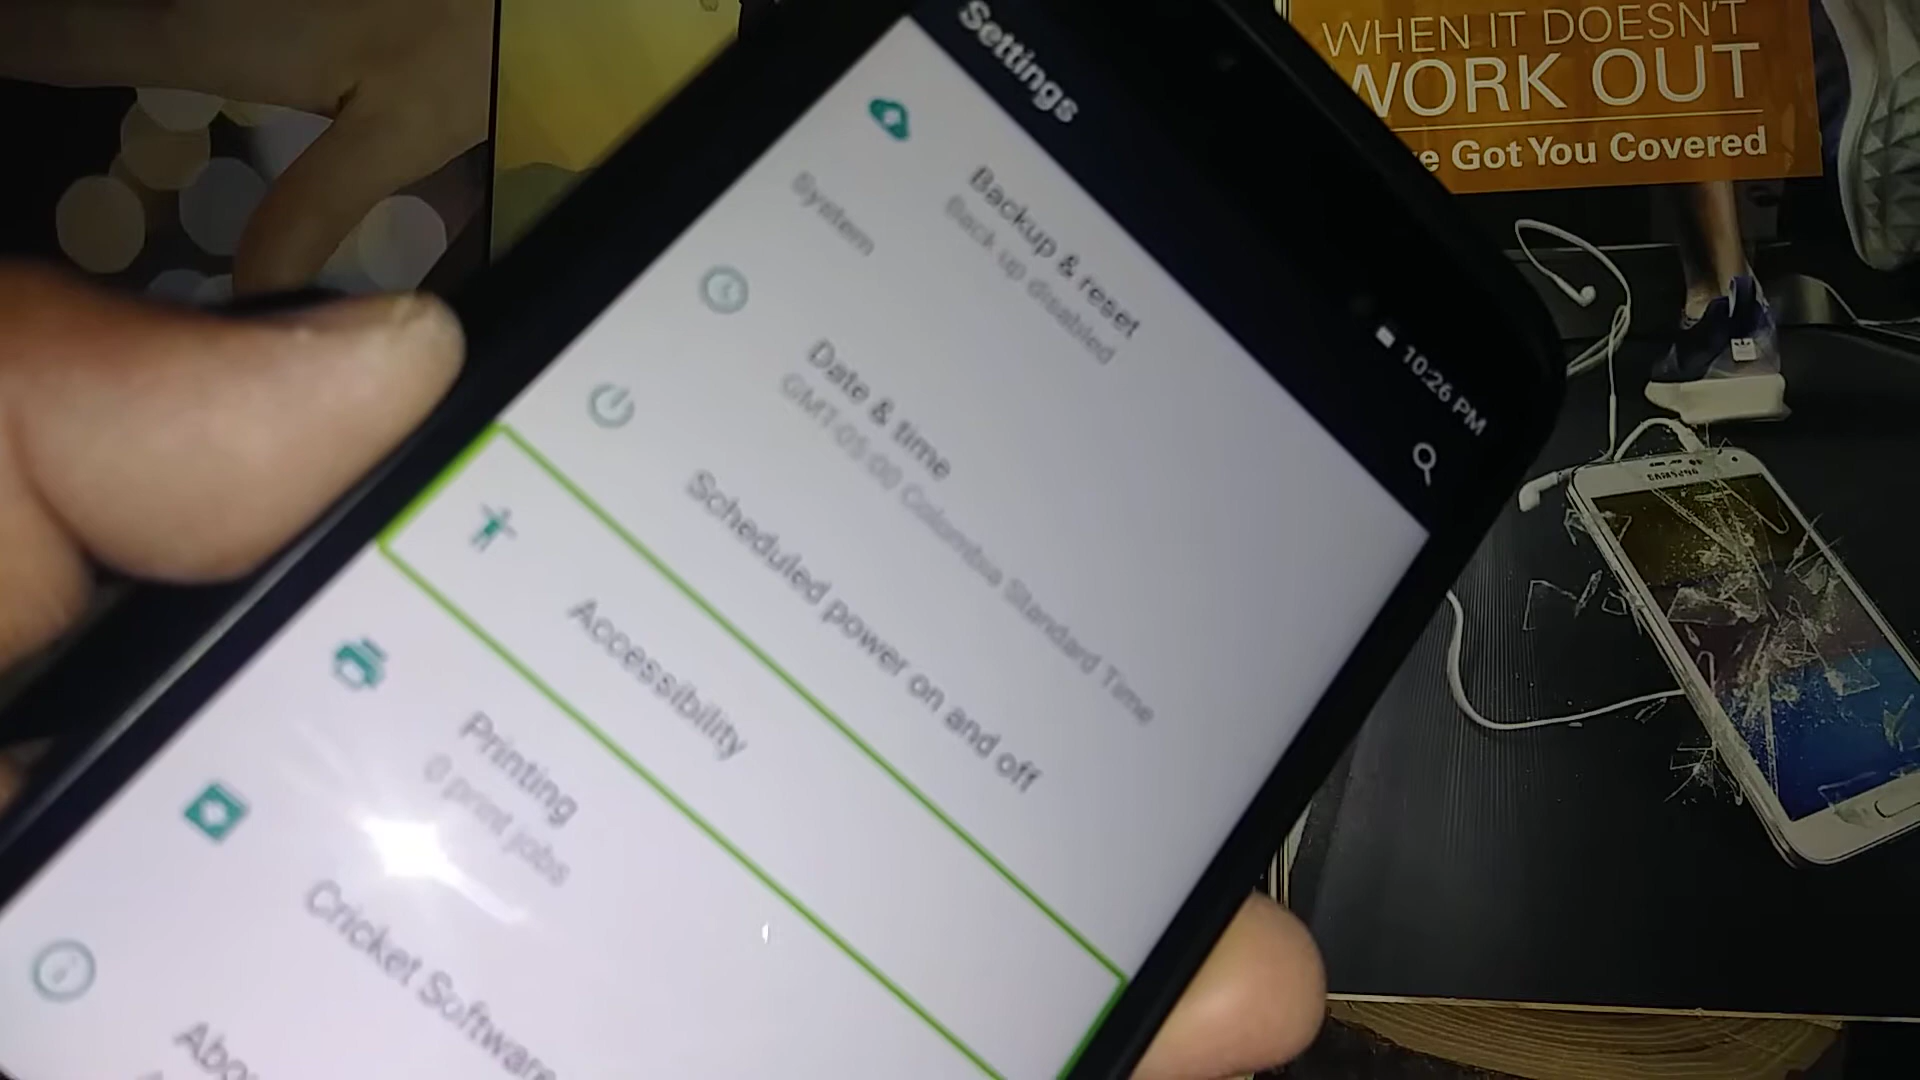 Settings
10:26 PM
Backup & reset
Back up disabled
System
Date & time
GMT-05:00 Colombia Standard Time
Scheduled power on and off
Accessibility
Printing
0 print jobs
Cricket Software
Abo
WHEN IT DOESN'T
WORK OUT
've Got You Covered
SAMSUNG